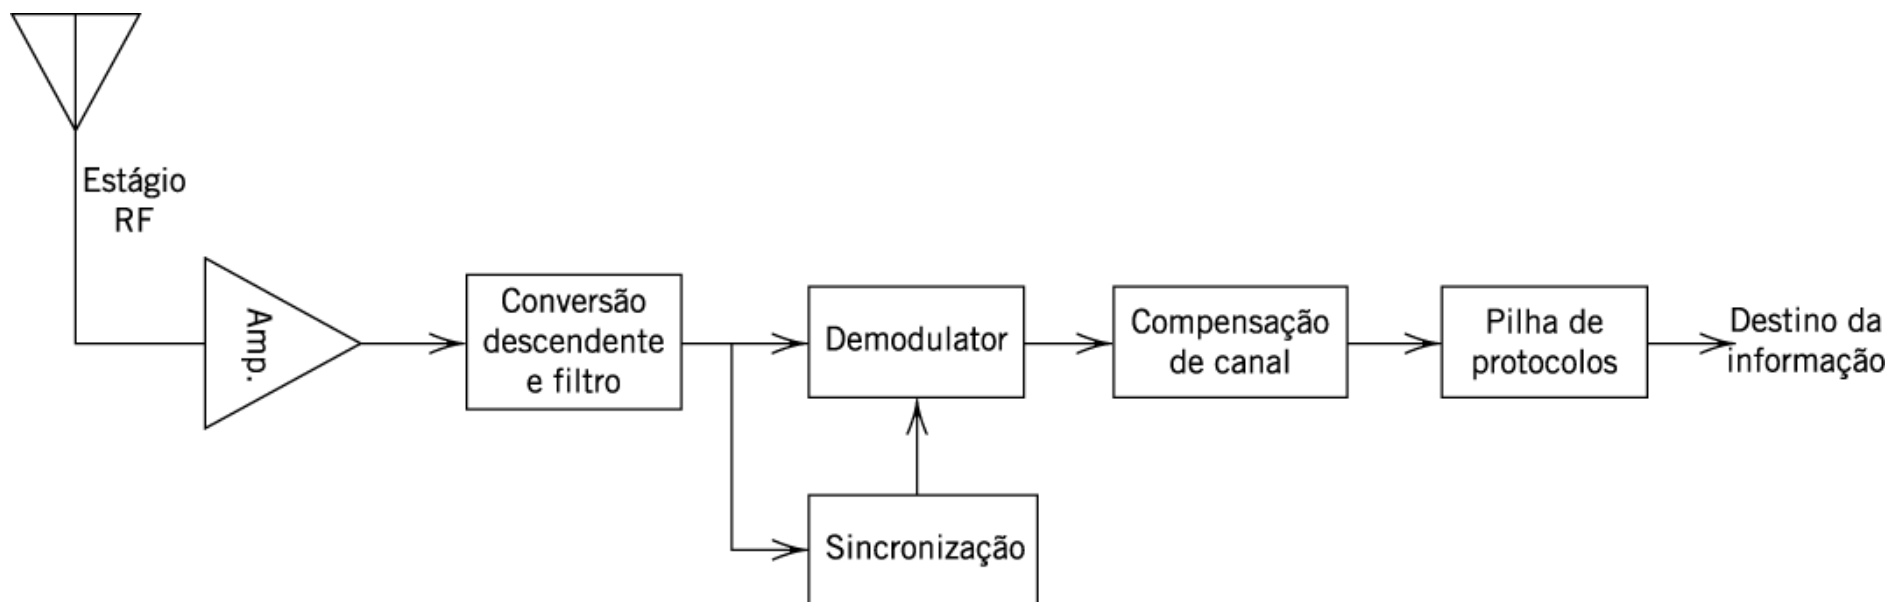 Estágio
RF
Amp.
Conversão
descendente
e filtro
Demodulator
Compensação
de canal
Pilha de
protocolos
Destino da
informação
Sincronização